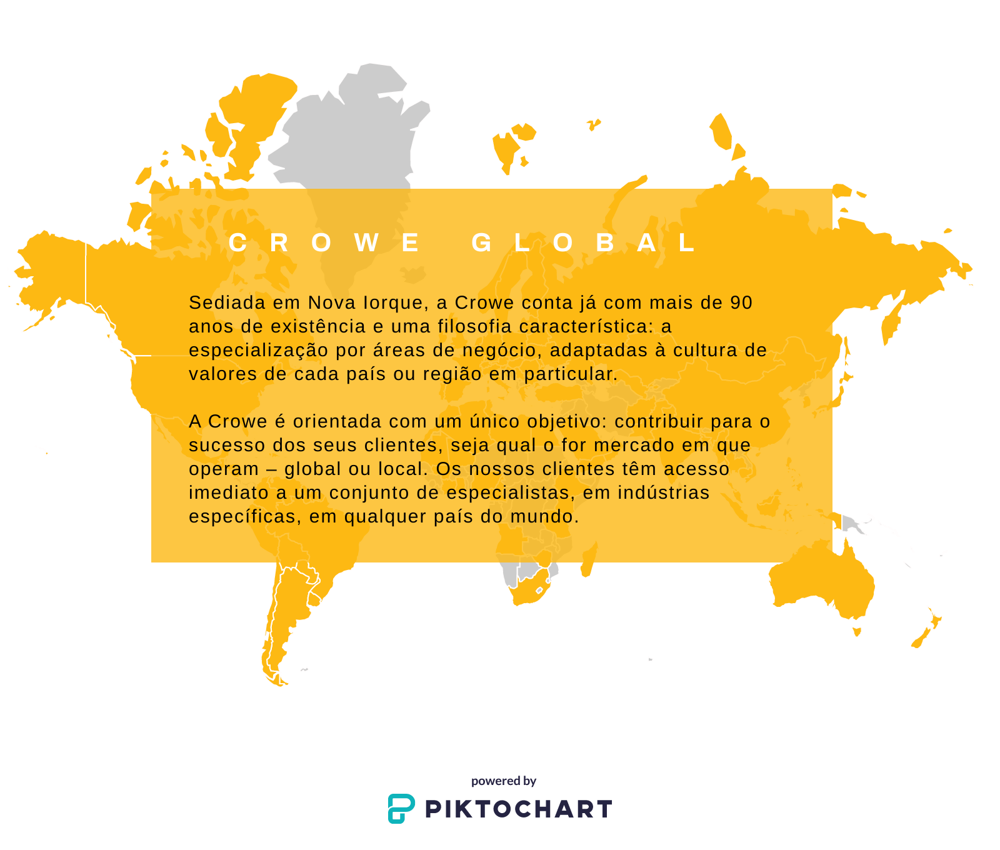 CROWE GLOBAL
Sediada em Nova Iorque, a Crowe conta já com mais de 90
anos de existência e uma filosofia característica: a
especialização por áreas de negócio, adaptadas à cultura de
valores de cada país ou região em particular.
A Crowe é orientada com um único objetivo: contribuir para o
sucesso dos seus clientes, seja qual o for mercado em que
operam – global ou local. Os nossos clientes têm acesso
imediato a um conjunto de especialistas, em indústrias
específicas, em qualquer país do mundo.
powered by
PIKTOCHART